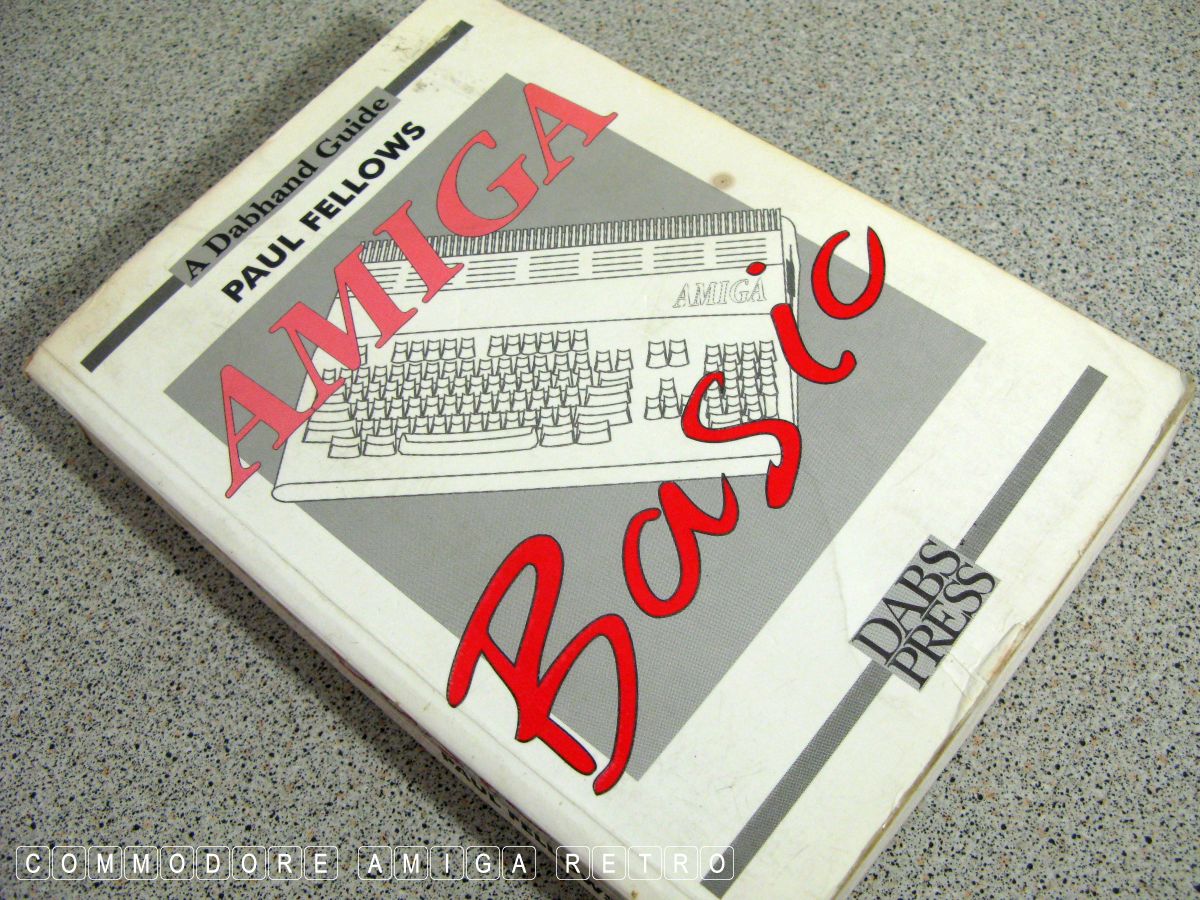 A Dabhand Guide
PAUL FELLOWS
AMIGA
AMIGA
Basic
DABS
PRESS
COMMODORE AMIGA RETRO